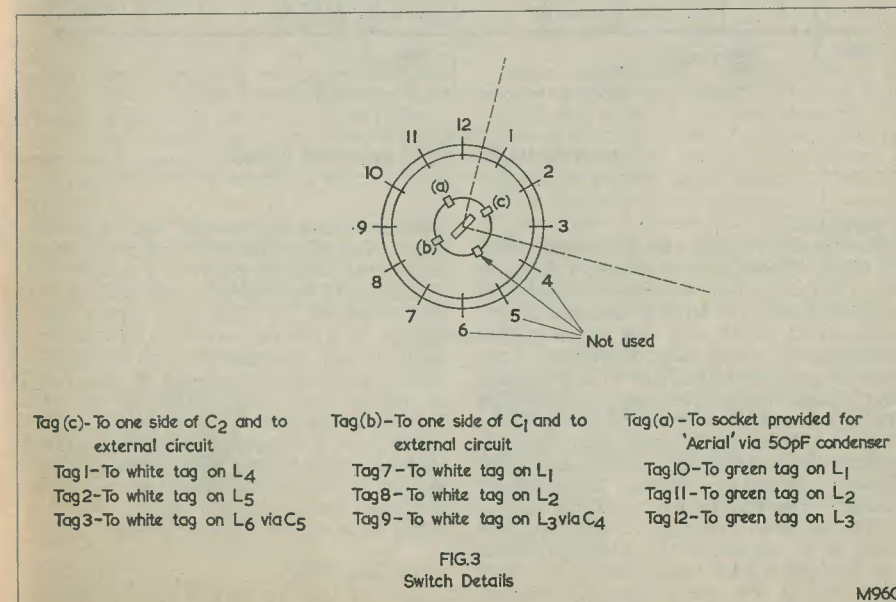 12
11
1
10
2
(a)
(c)
9
3
(b)
8
4
7
5
6
Not used
Tag (c)-To one side of C2 and to
external circuit
Tag 1-To white tag on L4
Tag 2-To white tag on L5
Tag 3-To white tag on L6 via C5
Tag (b)-To one side of C1 and to
external circuit
Tag 7-To white tag on L1
Tag 8-To white tag on L2
Tag 9-To white tag on L3 via C4
Tag (a)-To socket provided for
'Aerial' via 50pF condenser
Tag 10-To green tag on L1
Tag 11-To green tag on L2
Tag 12-To green tag on L3
FIG.3
Switch Details